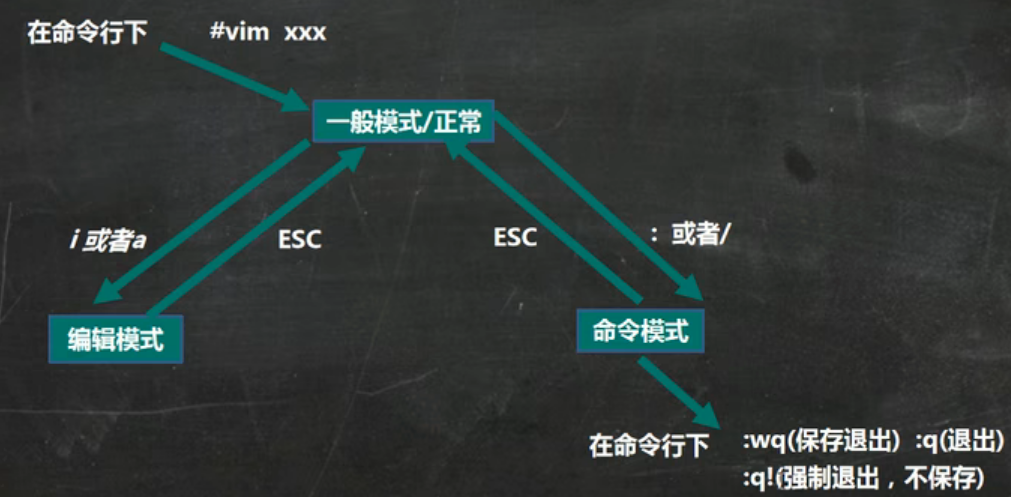 在命令行下 #vim xxx
一般模式/正常
i 或者a
ESC
ESC
: 或者/
编辑模式
命令模式
在命令行下
:wq(保存退出) :q(退出)
:q!(强制退出，不保存)